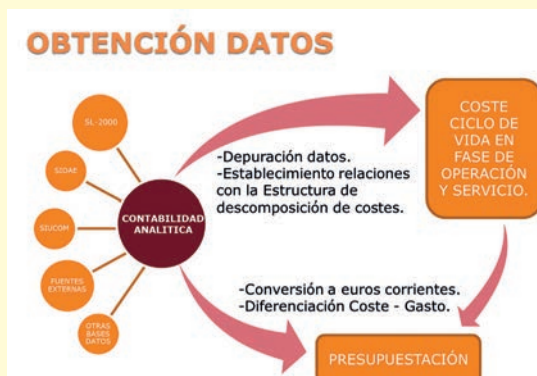 OBTENCIÓN DATOS
SL-2000
SIDAE
SIUCOM
FUENTES
EXTERNAS
OTRAS
BASES
DATOS
CONTABILIDAD
ANALITICA
-Depuración datos.
-Establecimiento relaciones
con la Estructura de
descomposición de costes.
COSTE
CICLO DE
VIDA EN
FASE DE
OPERACIÓN
Y SERVICIO.
-Conversión a euros corrientes.
-Diferenciación Coste - Gasto.
PRESUPUESTACIÓN